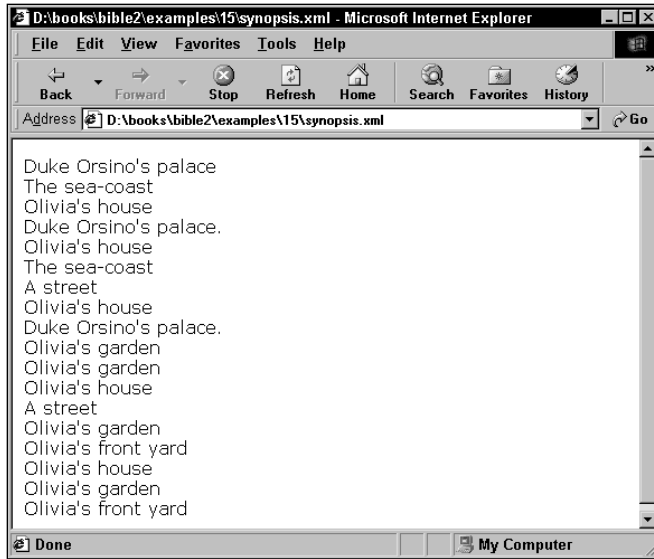 D:\books\bible2\examples\15\synopsis.xml - Microsoft Internet Explorer
File Edit View Favorites Tools Help
Back Forward Stop Refresh Home Search Favorites History »
Address D:\books\bible2\examples\15\synopsis.xml Go
Duke Orsino's palace
The sea-coast
Olivia's house
Duke Orsino's palace.
Olivia's house
The sea-coast
A street
Olivia's house
Duke Orsino's palace.
Olivia's garden
Olivia's garden
Olivia's house
A street
Olivia's garden
Olivia's front yard
Olivia's house
Olivia's garden
Olivia's front yard
Done My Computer